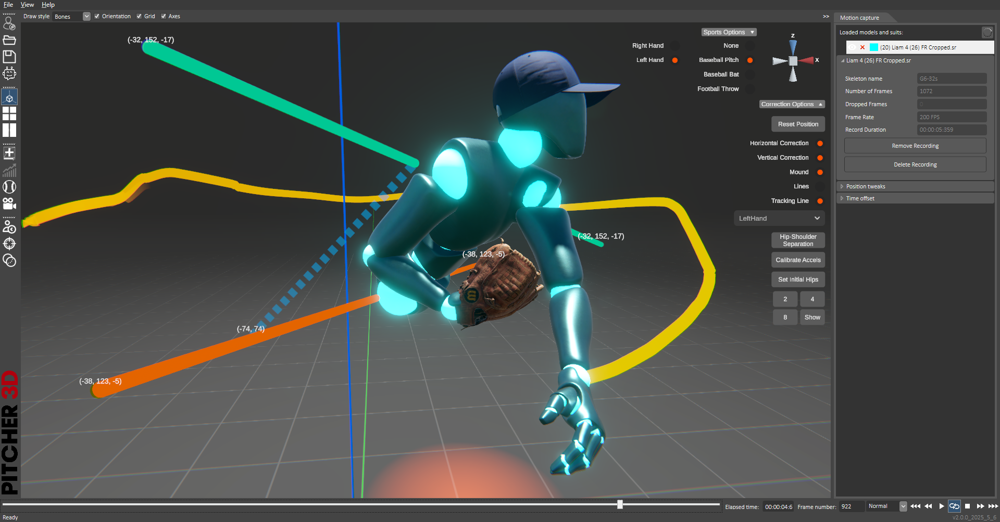 File View Help
Draw style Bones Orientation Grid Axes >>
Motion capture
Loaded models and suits:
(20) Liam 4 (26) FR Cropped.sr
Liam 4 (26) FR Cropped.sr
Skeleton name G6-32s
Number of Frames 1072
Dropped Frames 0
Frame Rate 200 FPS
Record Duration 00:00:05:359
Remove Recording
Delete Recording
Position tweaks
Time offset
Sports Options
Right Hand None
Left Hand Baseball Pitch
Baseball Bat
Football Throw
Z
X
Correction Options
Reset Position
Horizontal Correction
Vertical Correction
Mound
Lines
Tracking Line
LeftHand
Hip-Shoulder
Separation
Calibrate Accels
Set Initial Hips
2 4
8 Show
(-32, 152, -17)
(-32, 152, -17)
(-38, 123, -5)
(-74, 74)
(-38, 123, -5)
PITCHER 3D
Elapsed time: 00:00:04:6 Frame number: 922 Normal
Ready
v2.0.0_2025_5_6